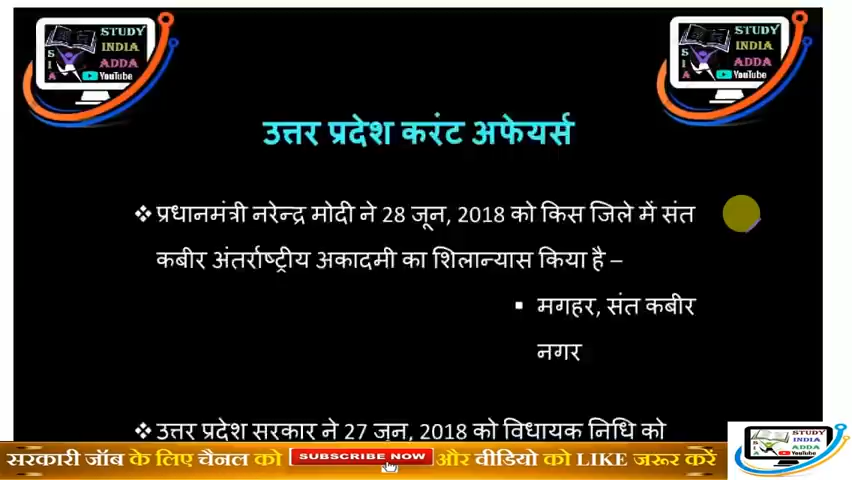 STUDY
INDIA
ADDA
YouTube
S
I
A
STUDY
INDIA
ADDA
YouTube
S
I
A
उत्तर प्रदेश करंट अफेयर्स
❖ प्रधानमंत्री नरेन्द्र मोदी ने 28 जून, 2018 को किस जिले में संत
कबीर अंतर्राष्ट्रीय अकादमी का शिलान्यास किया है –
▪ मगहर, संत कबीर
नगर
❖ उत्तर प्रदेश सरकार ने 27 जून, 2018 को विधायक निधि को
सरकारी जॉब के लिए चैनल को SUBSCRIBE NOW और वीडियो को LIKE जरूर करें
STUDY
INDIA
ADDA
YouTube